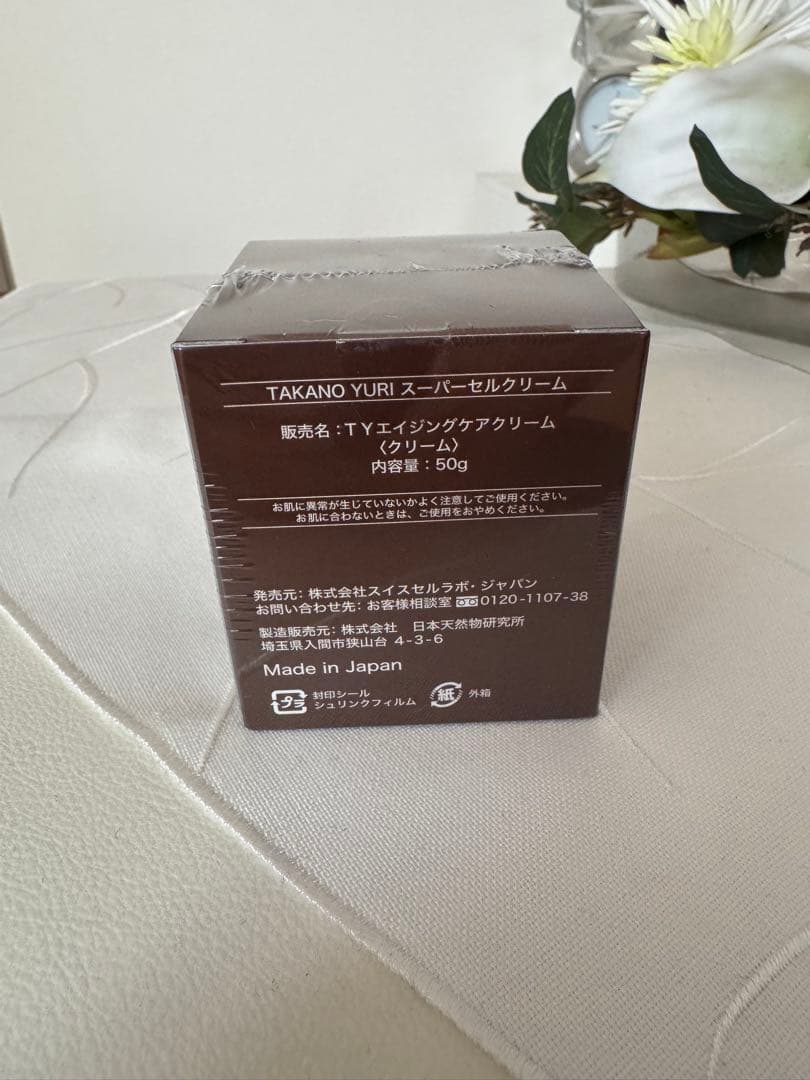 TAKANO YURI スーパーセルクリーム
販売名：TYエイジングケアクリーム
〈クリーム〉
内容量：50g
お肌に異常が生じていないかよく注意してご使用ください。
お肌に合わないときは、ご使用をおやめください。
発売元：株式会社スイスセルラボ・ジャパン
お問い合わせ先：お客様相談室 0120-1107-38
製造販売元：株式会社 日本天然物研究所
埼玉県入間市狭山台 4-3-6
Made in Japan
プラ 封印シール
シュリンクフィルム
紙 外箱